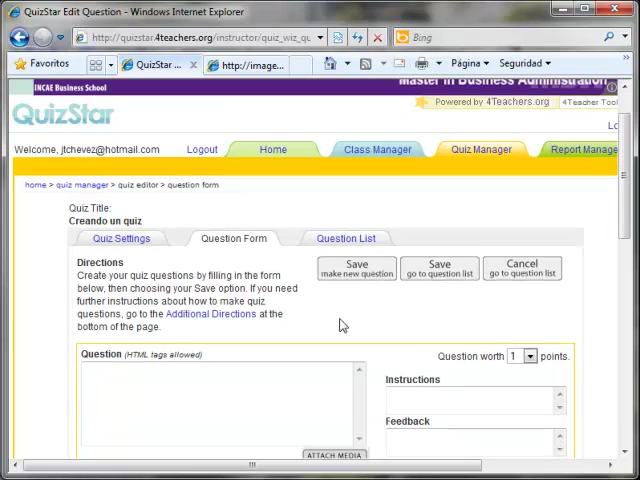 QuizStar Edit Question - Windows Internet Explorer
http://quizstar.4teachers.org/instructor/quiz_wiz_qu
Bing
Favoritos
QuizStar ...
http://image...
Página
Seguridad
INCAE Business School
Master in Business Administration
QuizStar
Powered by 4Teachers.org
4Teacher Tool
Lo
Welcome, jtchevez@hotmail.com
Logout
Home
Class Manager
Quiz Manager
Report Manage
home > quiz manager > quiz editor > question form
Quiz Title:
Creando un quiz
Quiz Settings
Question Form
Question List
Directions
Create your quiz questions by filling in the form
below, then choosing your Save option. If you need
further instructions about how to make quiz
questions, go to the Additional Directions at the
bottom of the page.
Save
make new question
Save
go to question list
Cancel
go to question list
Question (HTML tags allowed)
Question worth 1 points.
Instructions
Feedback
ATTACH MEDIA